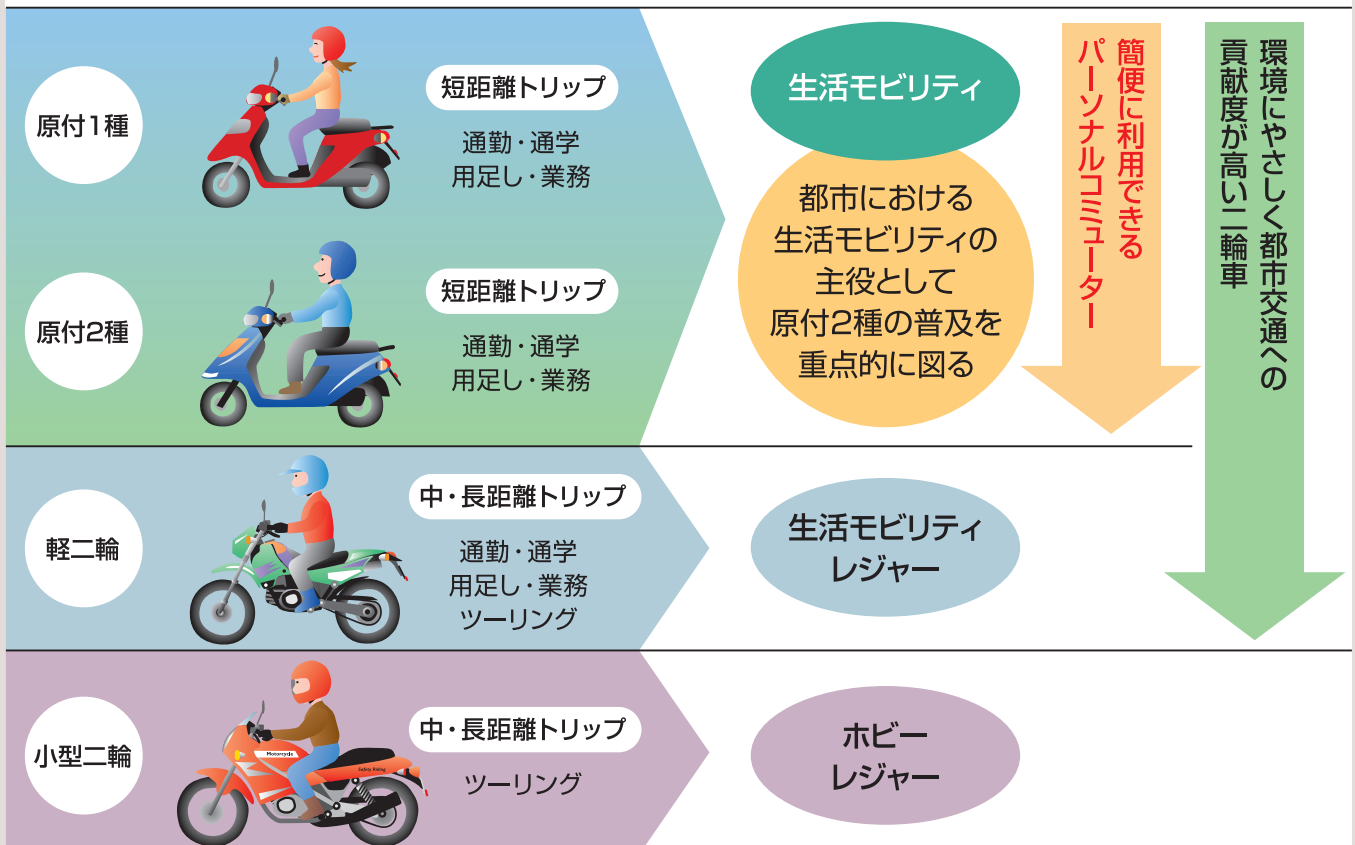 原付1種
短距離トリップ
通勤・通学
用足し・業務
原付2種
短距離トリップ
通勤・通学
用足し・業務
生活モビリティ
都市における
生活モビリティの
主役として
原付2種の普及を
重点的に図る
簡便に利用できる
パーソナルコミューター
環境にやさしく都市交通への
貢献度が高い二輪車
軽二輪
中・長距離トリップ
通勤・通学
用足し・業務
ツーリング
生活モビリティ
レジャー
小型二輪
Motorcycle
Safety Riding
中・長距離トリップ
ツーリング
ホビー
レジャー